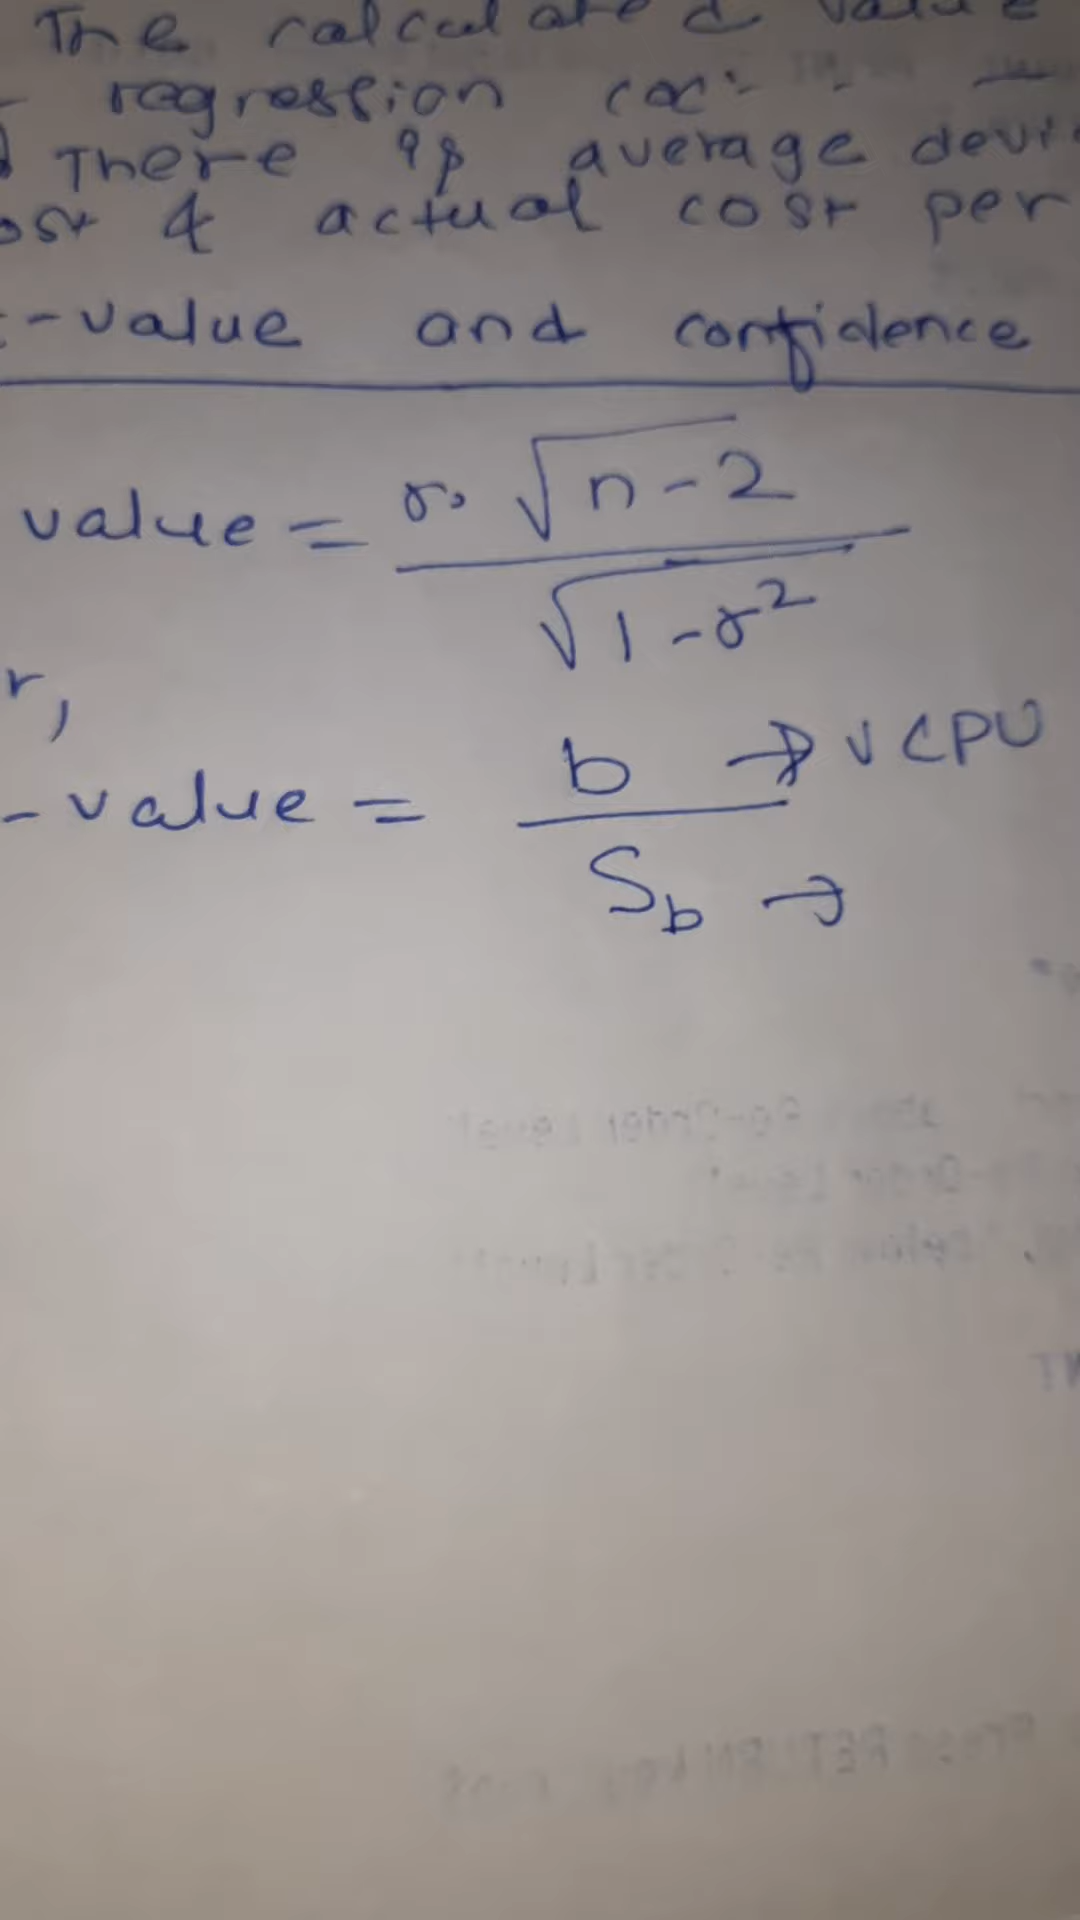 The calculated value
regression coe:
There is average devi
ost & actual cost per
t-value and confidence
value = r. √n-2
√1-r²
r,
- value = b → VCPU
Sb →